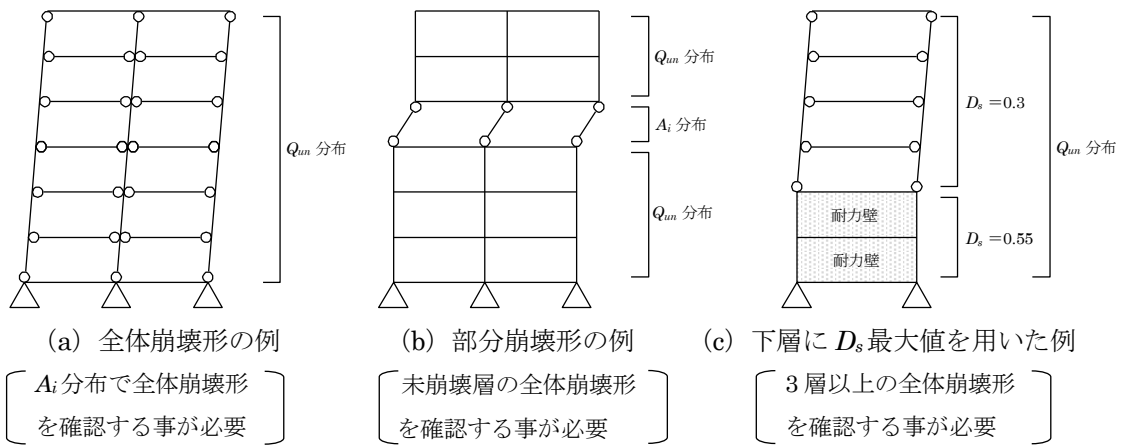 Qun 分布
(a) 全体崩壊形の例
Ai分布で全体崩壊形
を確認する事が必要
Qun 分布
Ai 分布
Qun 分布
(b) 部分崩壊形の例
未崩壊層の全体崩壊形
を確認する事が必要
Ds＝0.3
Qun 分布
耐力壁
耐力壁
Ds＝0.55
(c) 下層に Ds最大値を用いた例
3 層以上の全体崩壊形
を確認する事が必要